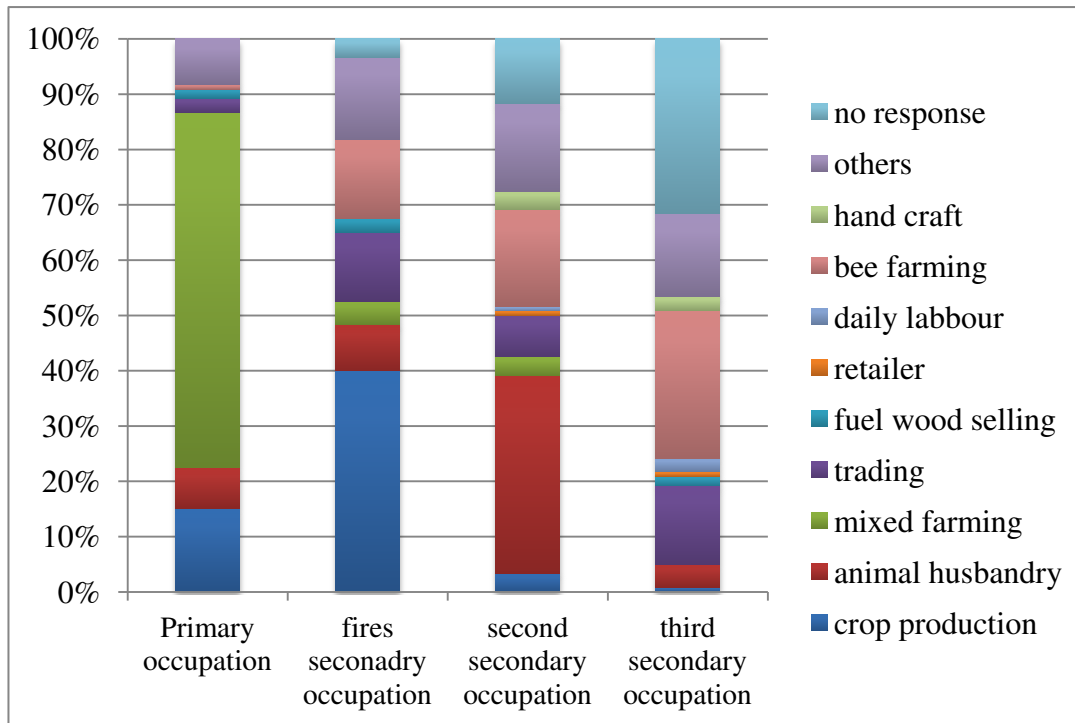 100%
90%
80%
70%
60%
50%
40%
30%
20%
10%
0%
Primary
occupation
fires
seconadry
occupation
second
secondary
occupation
third
secondary
occupation
no response
others
hand craft
bee farming
daily labbour
retailer
fuel wood selling
trading
mixed farming
animal husbandry
crop production